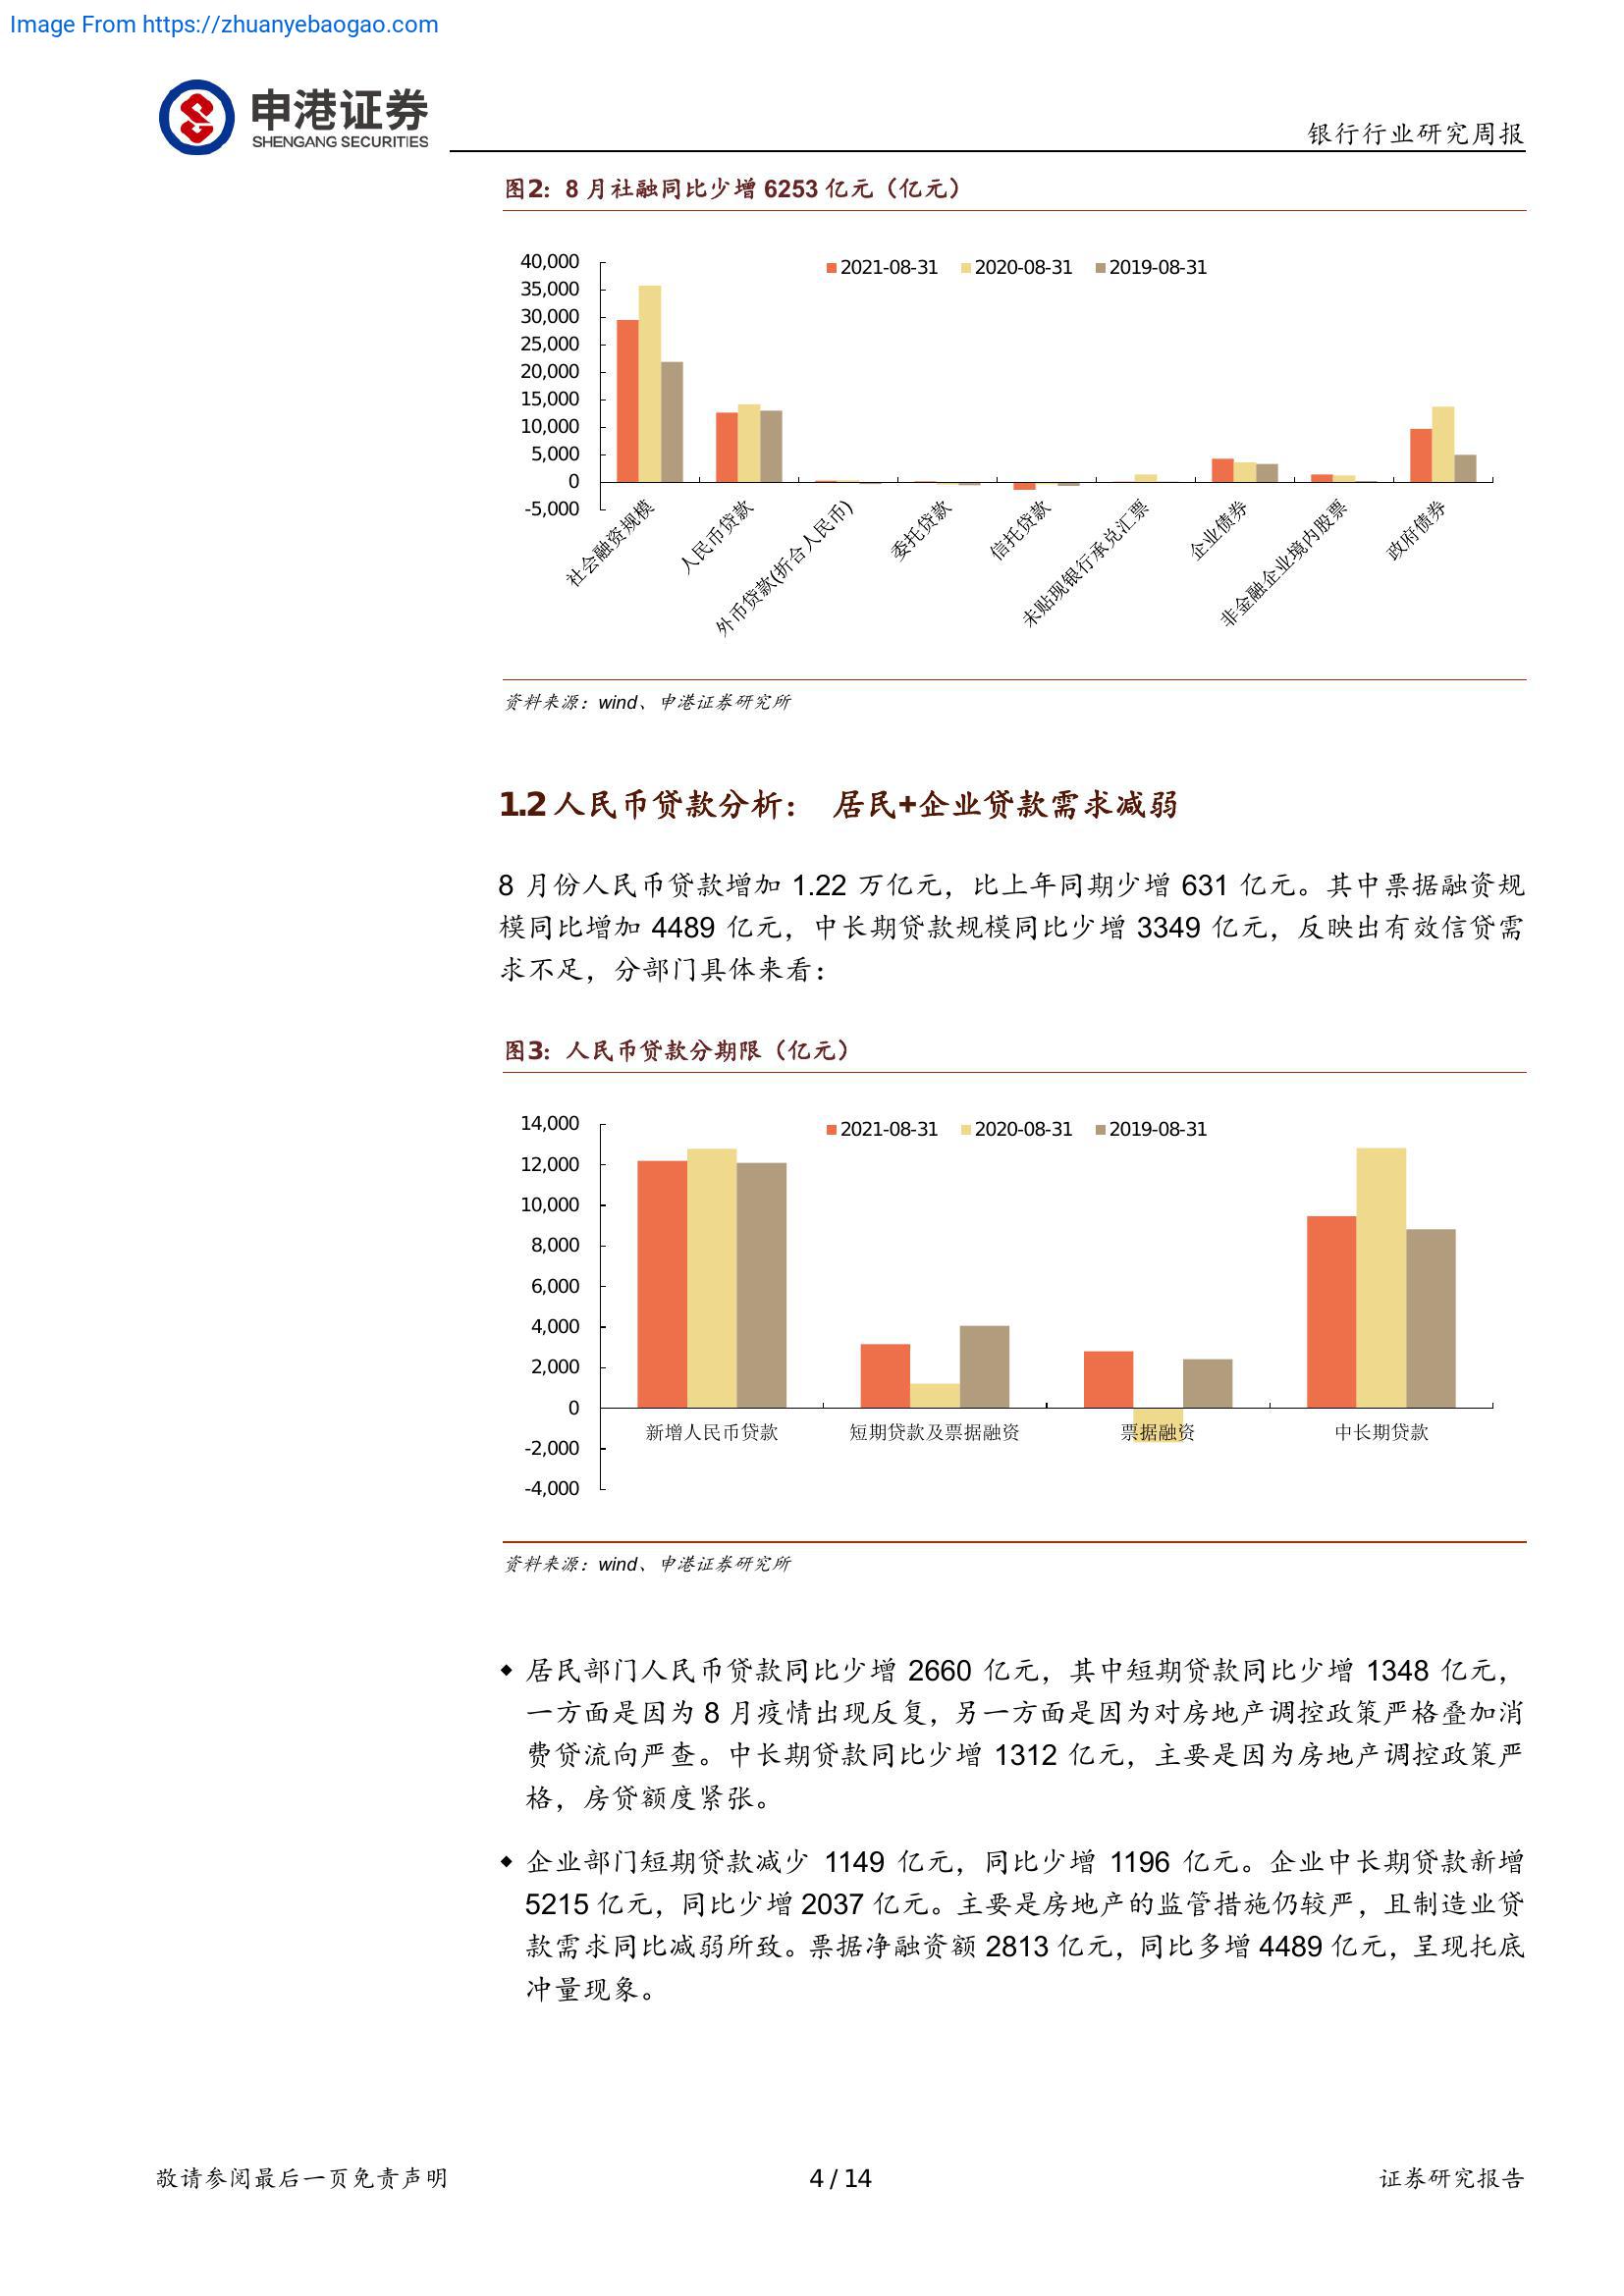 Image From https://zhuanyebaogao.com
申港证券
SHENGANG SECURITIES
银行行业研究周报
图2：8 月社融同比少增 6253 亿元（亿元）
2021-08-31 2020-08-31 2019-08-31
40,000
35,000
30,000
25,000
20,000
15,000
10,000
5,000
0
-5,000
社会融资规模
人民币贷款
外币贷款(折合人民币)
委托贷款
信托贷款
未贴现银行承兑汇票
企业债券
非金融企业境内股票
政府债券
资料来源：wind、申港证券研究所
1.2 人民币贷款分析： 居民+企业贷款需求减弱
8 月份人民币贷款增加 1.22 万亿元，比上年同期少增 631 亿元。其中票据融资规
模同比增加 4489 亿元，中长期贷款规模同比少增 3349 亿元，反映出有效信贷需
求不足，分部门具体来看：
图3：人民币贷款分期限（亿元）
2021-08-31 2020-08-31 2019-08-31
14,000
12,000
10,000
8,000
6,000
4,000
2,000
0
-2,000
-4,000
新增人民币贷款 短期贷款及票据融资 票据融资 中长期贷款
资料来源：wind、申港证券研究所
◆ 居民部门人民币贷款同比少增 2660 亿元，其中短期贷款同比少增 1348 亿元，
一方面是因为 8 月疫情出现反复，另一方面是因为对房地产调控政策严格叠加消
费贷流向严查。中长期贷款同比少增 1312 亿元，主要是因为房地产调控政策严
格，房贷额度紧张。
◆ 企业部门短期贷款减少 1149 亿元，同比少增 1196 亿元。企业中长期贷款新增
5215 亿元，同比少增 2037 亿元。主要是房地产的监管措施仍较严，且制造业贷
款需求同比减弱所致。票据净融资额 2813 亿元，同比多增 4489 亿元，呈现托底
冲量现象。
敬请参阅最后一页免责声明 4 / 14 证券研究报告